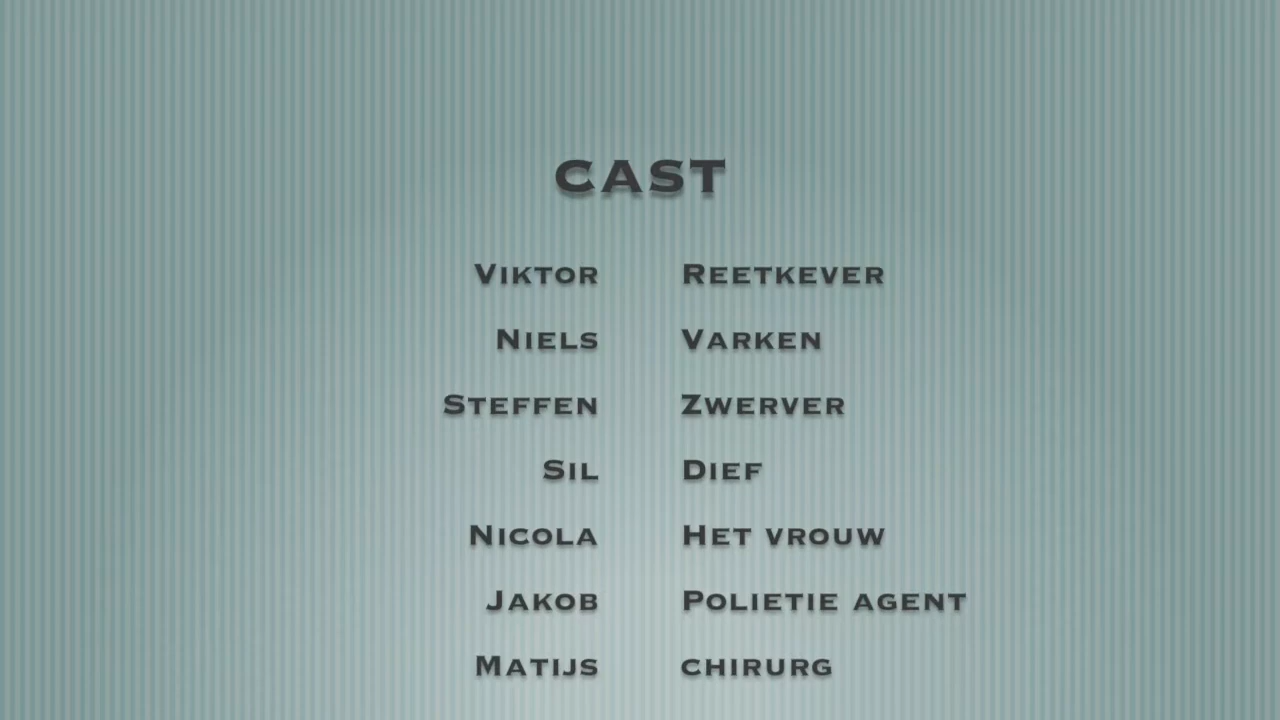 CAST
Viktor Reetkever
Niels Varken
Steffen Zwerver
Sil Dief
Nicola Het vrouw
Jakob Polietie agent
Matijs chirurg